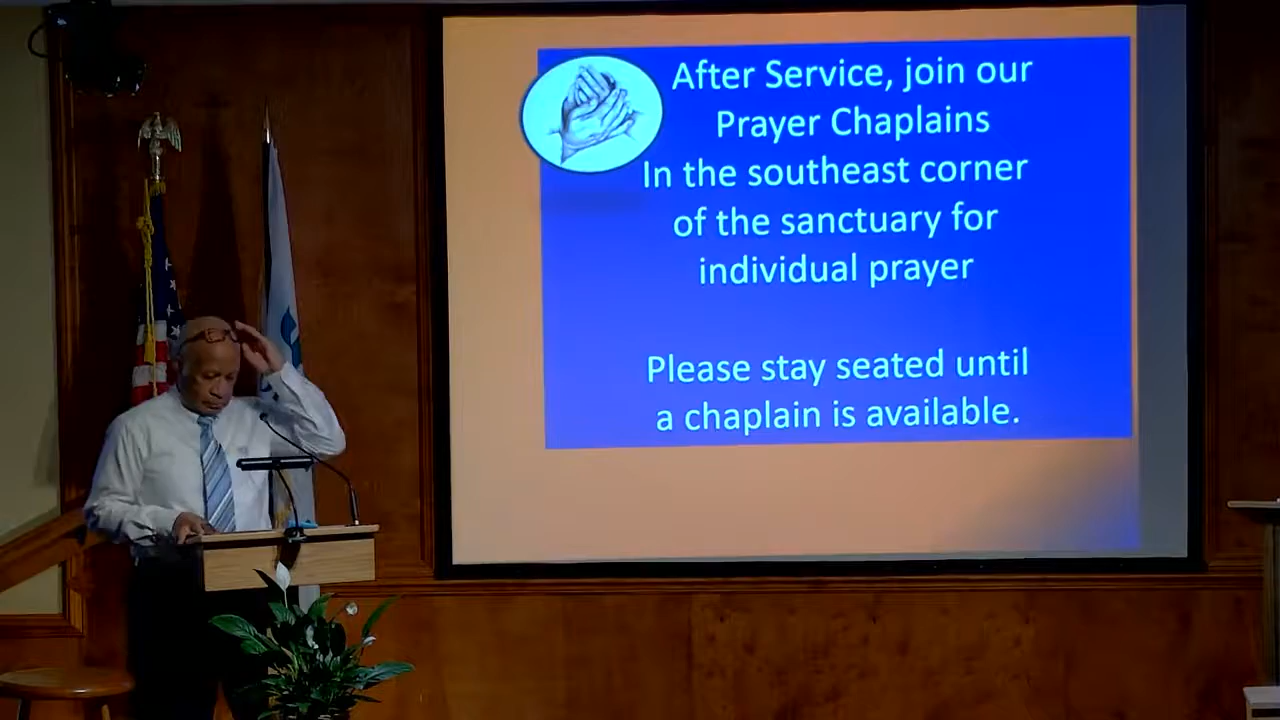 After Service, join our
Prayer Chaplains
In the southeast corner
of the sanctuary for
individual prayer
Please stay seated until
a chaplain is available.